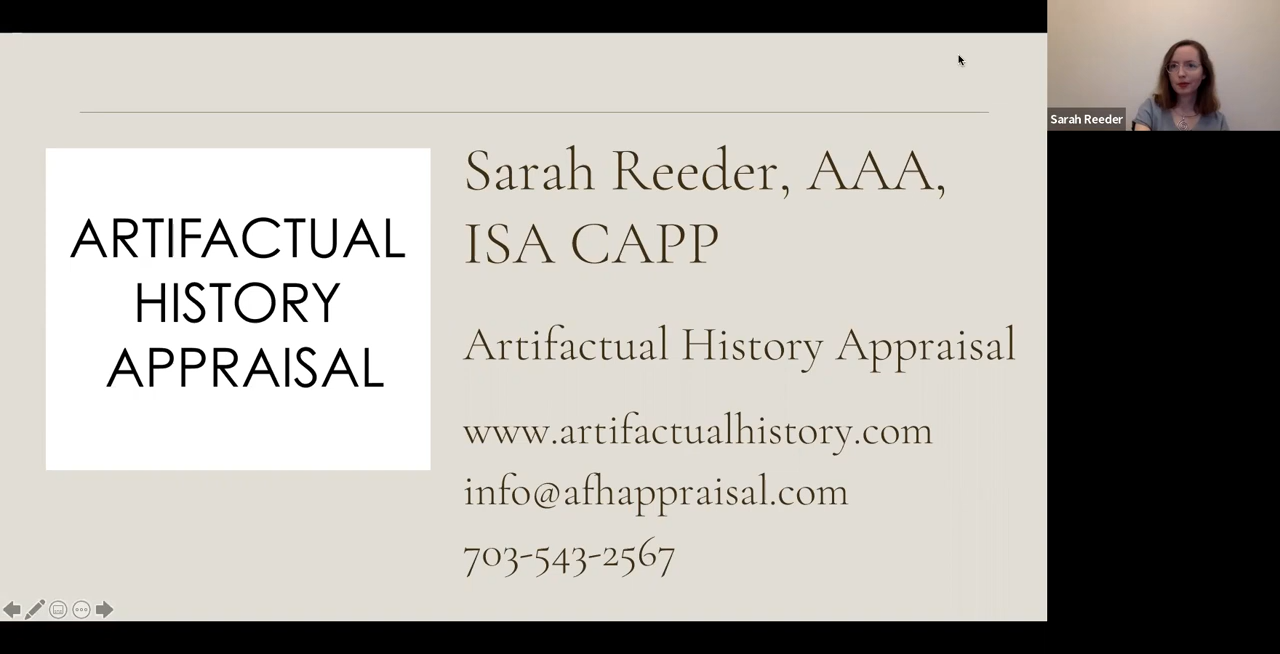 ARTIFACTUAL
HISTORY
APPRAISAL
Sarah Reeder, AAA,
ISA CAPP
Artifactual History Appraisal
www.artifactualhistory.com
info@afhappraisal.com
703-543-2567
Sarah Reeder